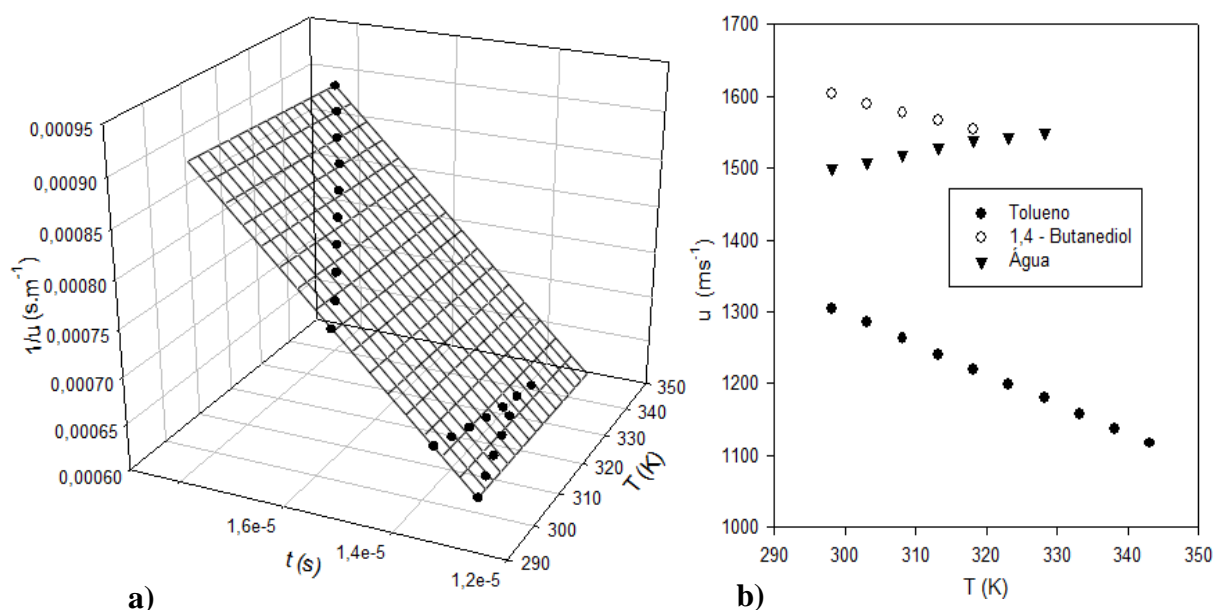 0,00095
0,00090
0,00085
0,00080
0,00075
0,00070
0,00065
0,00060
1/u (s.m⁻¹)
1,6e-5
1,4e-5
1,2e-5
t (s)
350
340
330
320
310
300
290
T (K)
a)
1700
1600
1500
1400
1300
1200
1100
1000
u (ms⁻¹)
Tolueno
1,4 - Butanediol
Água
290 300 310 320 330 340 350
T (K)
b)